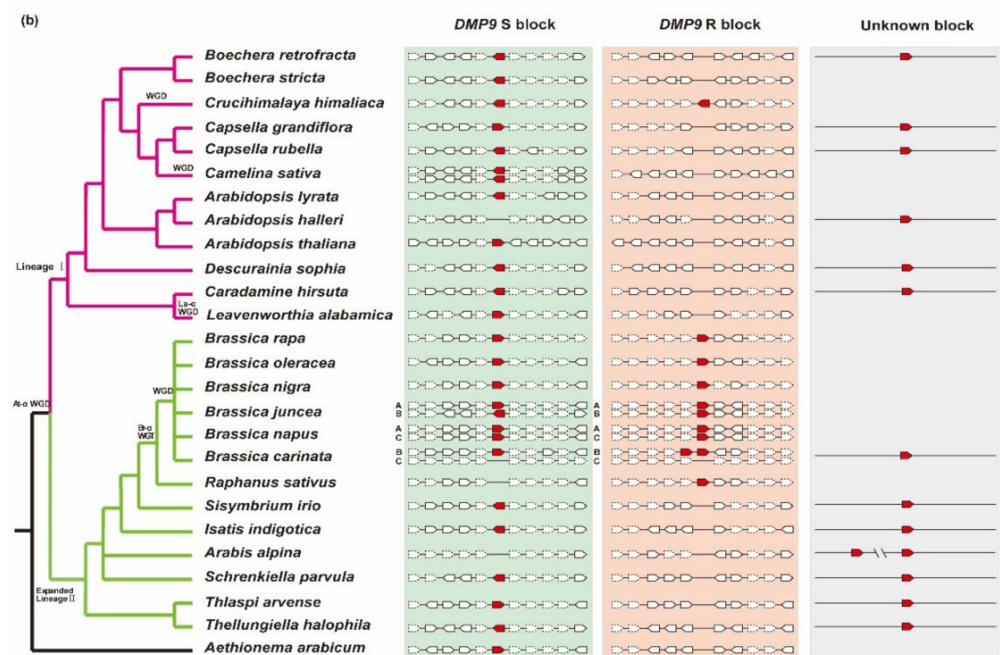 (b)
DMP9 S block
DMP9 R block
Unknown block
Boechera retrofracta
Boechera stricta
WGD
Crucihimalaya himaliaca
Capsella grandiflora
Capsella rubella
WGD
Camelina sativa
Arabidopsis lyrata
Arabidopsis halleri
Arabidopsis thaliana
Lineage I
Descurainia sophia
Caradamine hirsuta
La-α
WGD
Leavenworthia alabamica
Brassica rapa
Brassica oleracea
WGD
Brassica nigra
At-α WGD
Brassica juncea
A
B
A
B
Br-α
WGT
Brassica napus
A
C
A
C
Brassica carinata
B
C
B
C
Raphanus sativus
Sisymbrium irio
Isatis indigotica
Arabis alpina
Schrenkiella parvula
Expanded
Lineage II
Thlaspi arvense
Thellungiella halophila
Aethionema arabicum